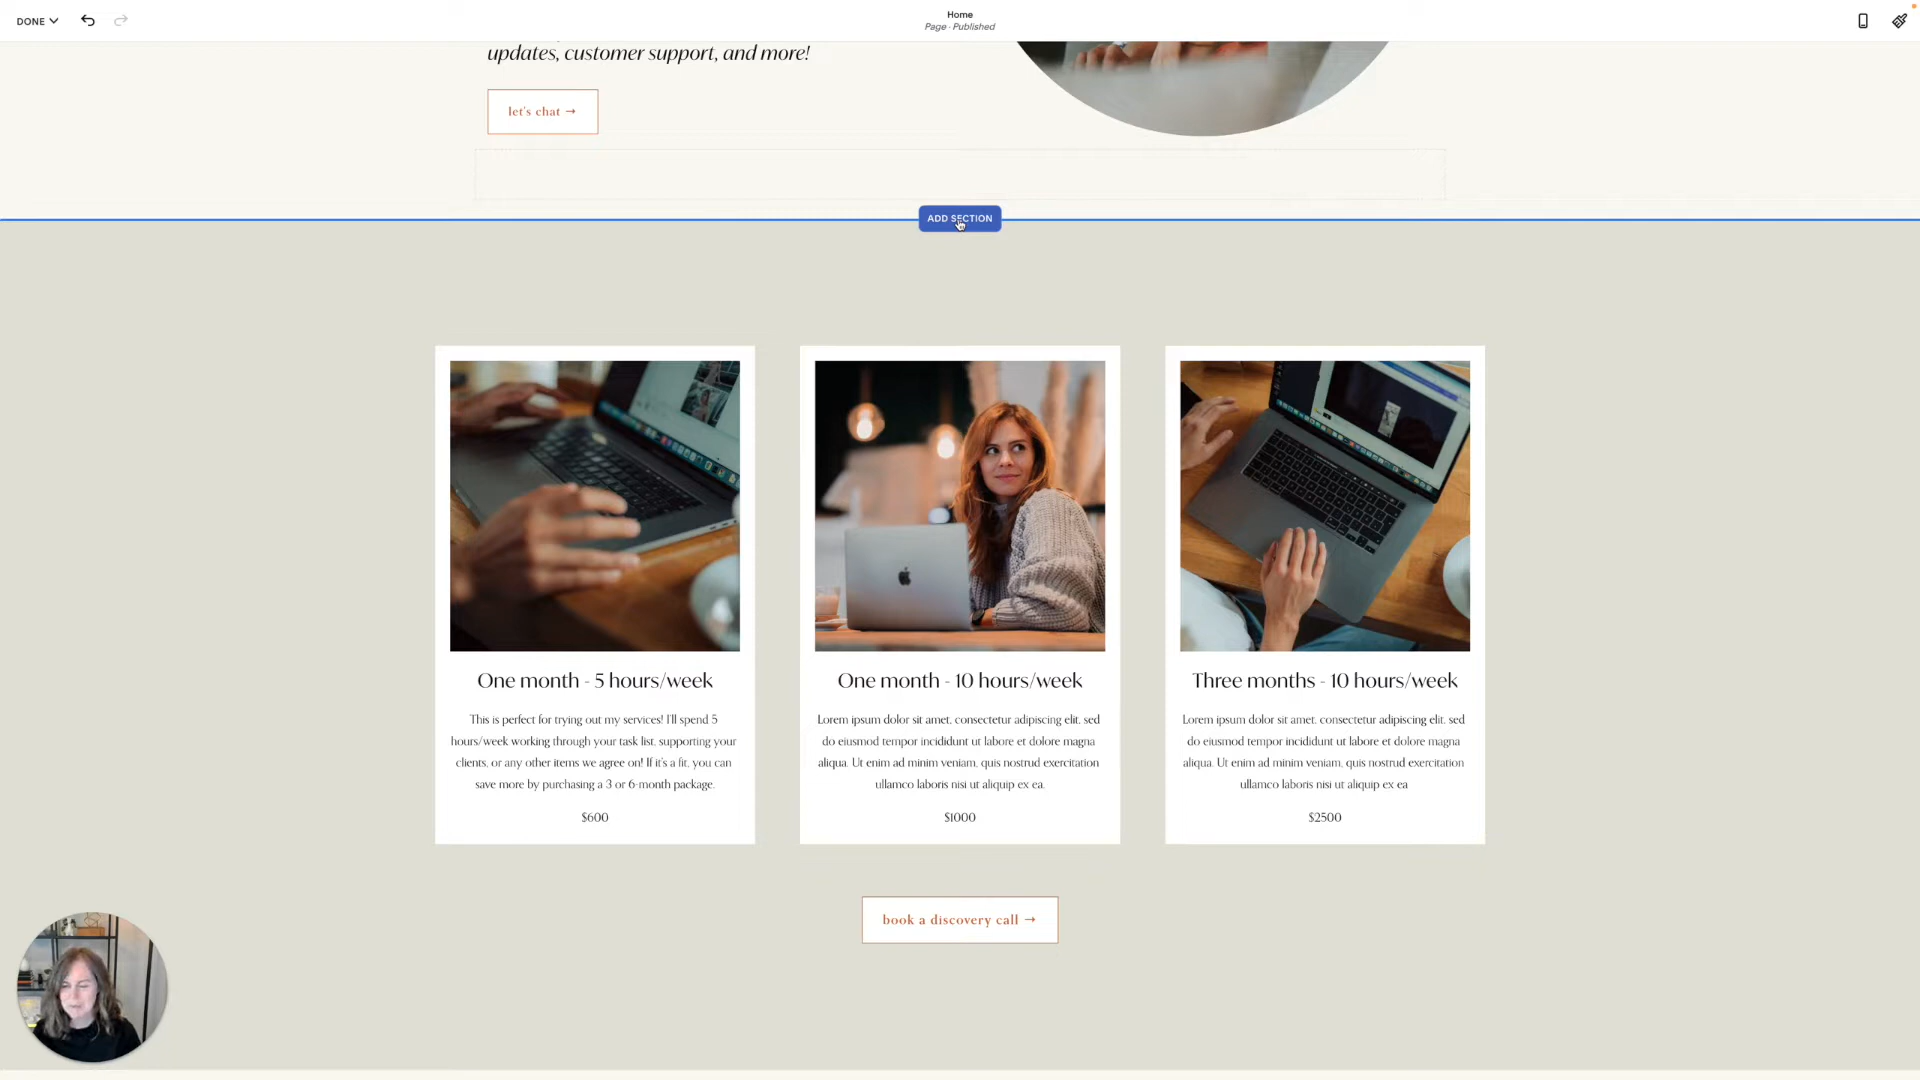 DONE
Home
Page · Published
updates, customer support, and more!
let's chat →
ADD SECTION
One month - 5 hours/week
This is perfect for trying out my services! I'll spend 5
hours/week working through your task list, supporting your
clients, or any other items we agree on! If it's a fit, you can
save more by purchasing a 3 or 6-month package.
$600
One month - 10 hours/week
Lorem ipsum dolor sit amet, consectetur adipiscing elit, sed
do eiusmod tempor incididunt ut labore et dolore magna
aliqua. Ut enim ad minim veniam, quis nostrud exercitation
ullamco laboris nisi ut aliquip ex ea.
$1000
Three months - 10 hours/week
Lorem ipsum dolor sit amet, consectetur adipiscing elit, sed
do eiusmod tempor incididunt ut labore et dolore magna
aliqua. Ut enim ad minim veniam, quis nostrud exercitation
ullamco laboris nisi ut aliquip ex ea
$2500
book a discovery call →